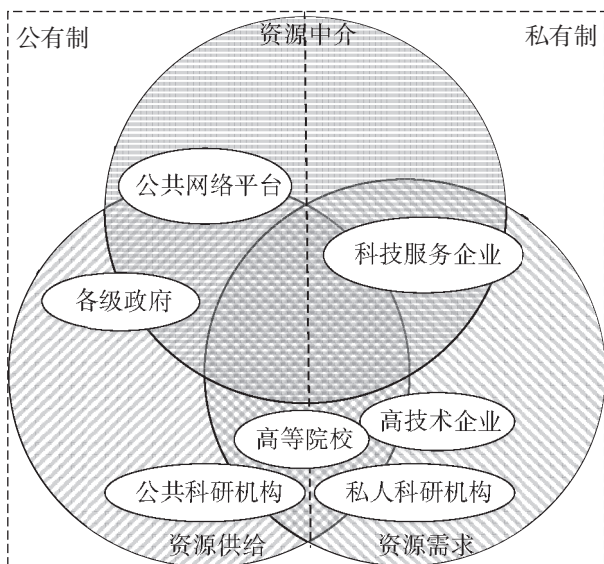 公有制
资源中介
私有制
公共网络平台
科技服务企业
各级政府
高技术企业
高等院校
公共科研机构
私人科研机构
资源供给
资源需求